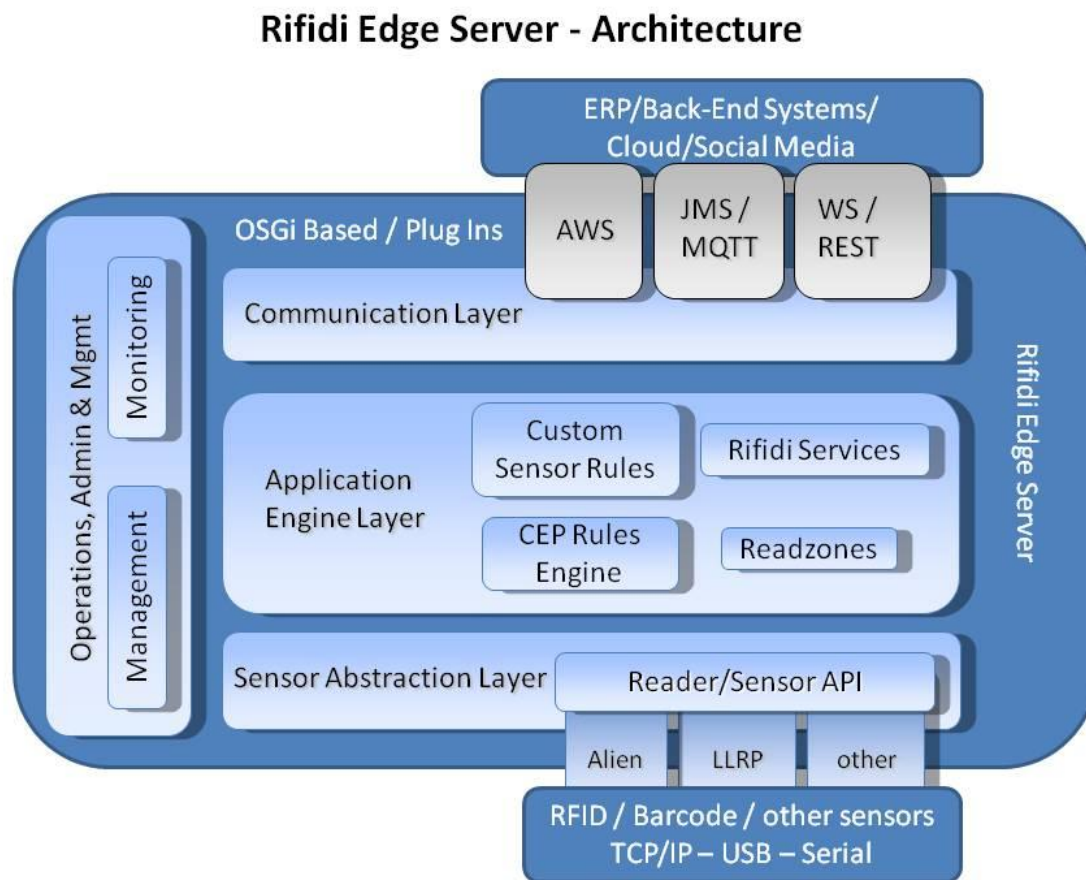 Rifidi Edge Server - Architecture
ERP/Back-End Systems/
Cloud/Social Media
OSGi Based / Plug Ins
AWS
JMS /
MQTT
WS /
REST
Communication Layer
Operations, Admin & Mgmt
Monitoring
Management
Application
Engine Layer
Custom
Sensor Rules
Rifidi Services
CEP Rules
Engine
Readzones
Rifidi Edge Server
Sensor Abstraction Layer
Reader/Sensor API
Alien
LLRP
other
RFID / Barcode / other sensors
TCP/IP – USB – Serial